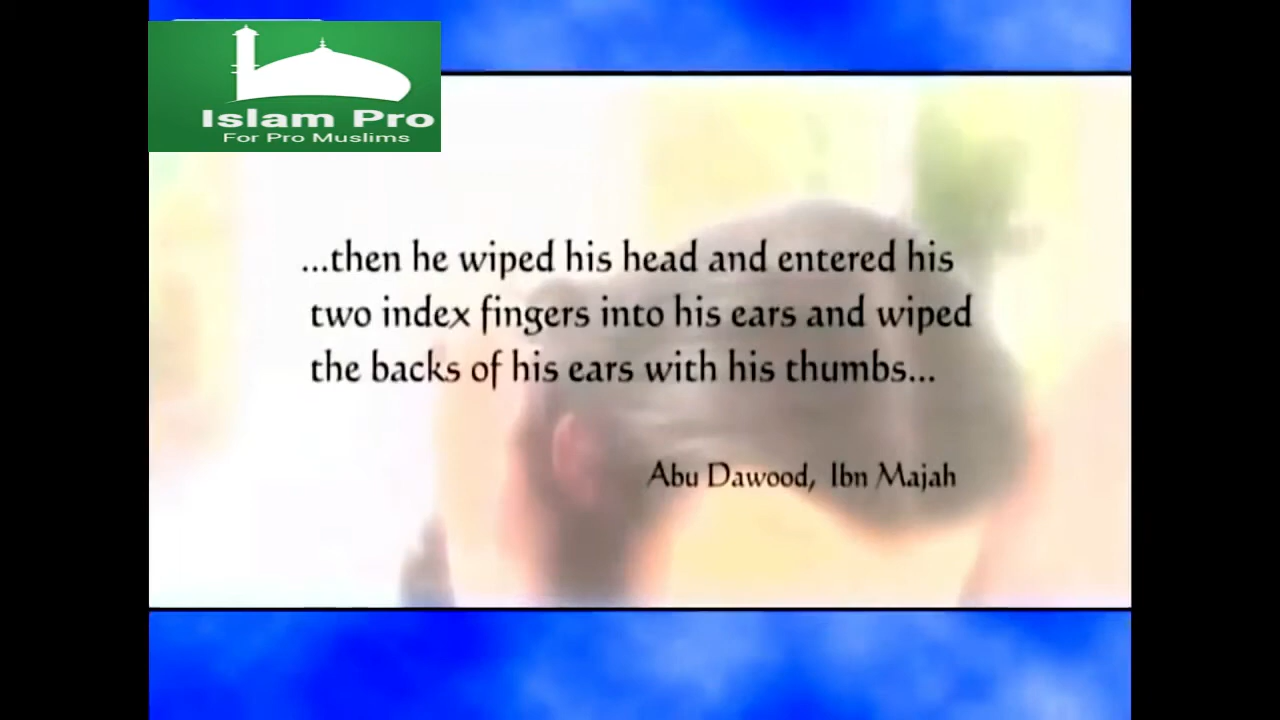 Islam Pro
For Pro Muslims
...then he wiped his head and entered his
two index fingers into his ears and wiped
the backs of his ears with his thumbs...
Abu Dawood, Ibn Majah